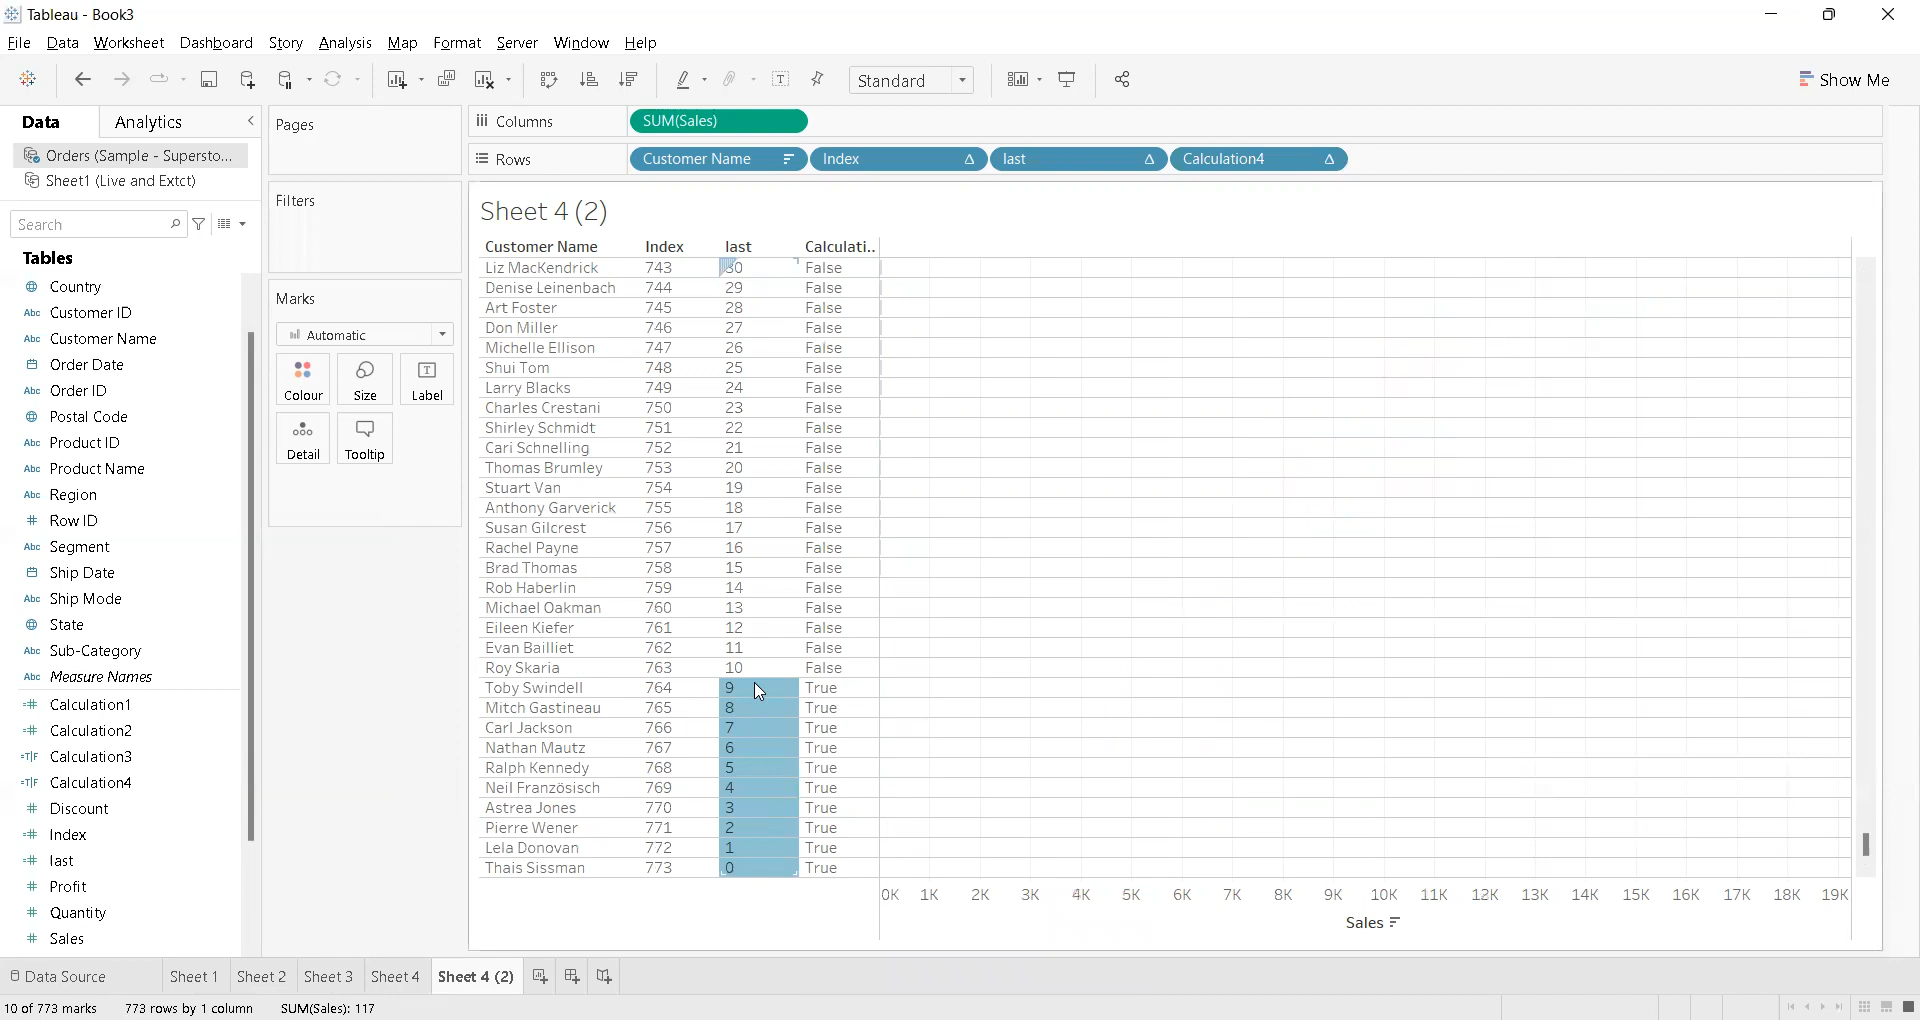 Tableau - Book3
File Data Worksheet Dashboard Story Analysis Map Format Server Window Help
Standard
Show Me
Data Analytics
Orders (Sample - Supersto...
Sheet1 (Live and Extct)
Search
Tables
Country
Abc Customer ID
Abc Customer Name
Order Date
Abc Order ID
Postal Code
Abc Product ID
Abc Product Name
Abc Region
# Row ID
Abc Segment
Ship Date
Abc Ship Mode
State
Abc Sub-Category
Abc Measure Names
=# Calculation1
=# Calculation2
=T|F Calculation3
=T|F Calculation4
# Discount
=# Index
=# last
# Profit
# Quantity
# Sales
Pages
Filters
Marks
Automatic
Colour Size Label
Detail Tooltip
Columns SUM(Sales)
Rows Customer Name Index Δ last Δ Calculation4 Δ
Sheet 4 (2)
Customer Name Index last Calculati..
Liz MacKendrick 743 30 False
Denise Leinenbach 744 29 False
Art Foster 745 28 False
Don Miller 746 27 False
Michelle Ellison 747 26 False
Shui Tom 748 25 False
Larry Blacks 749 24 False
Charles Crestani 750 23 False
Shirley Schmidt 751 22 False
Cari Schnelling 752 21 False
Thomas Brumley 753 20 False
Stuart Van 754 19 False
Anthony Garverick 755 18 False
Susan Gilcrest 756 17 False
Rachel Payne 757 16 False
Brad Thomas 758 15 False
Rob Haberlin 759 14 False
Michael Oakman 760 13 False
Eileen Kiefer 761 12 False
Evan Bailliet 762 11 False
Roy Skaria 763 10 False
Toby Swindell 764 9 True
Mitch Gastineau 765 8 True
Carl Jackson 766 7 True
Nathan Mautz 767 6 True
Ralph Kennedy 768 5 True
Neil Französisch 769 4 True
Astrea Jones 770 3 True
Pierre Wener 771 2 True
Lela Donovan 772 1 True
Thais Sissman 773 0 True
0K 1K 2K 3K 4K 5K 6K 7K 8K 9K 10K 11K 12K 13K 14K 15K 16K 17K 18K 19K
Sales
Data Source Sheet 1 Sheet 2 Sheet 3 Sheet 4 Sheet 4 (2)
10 of 773 marks 773 rows by 1 column SUM(Sales): 117